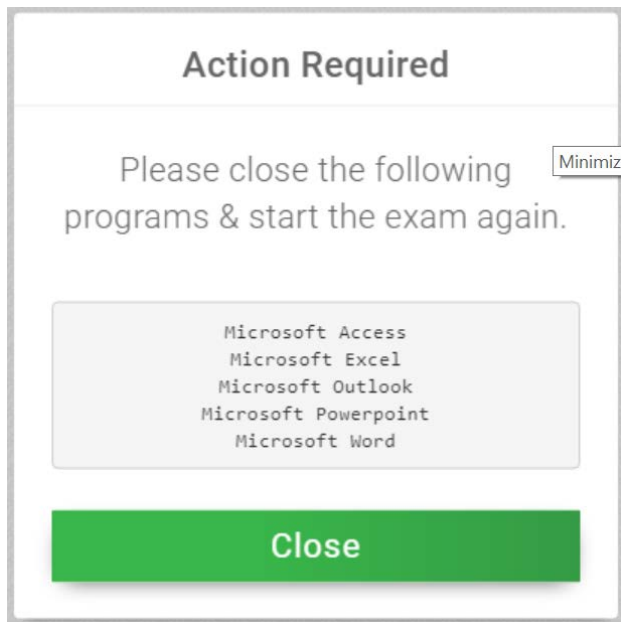 Action Required
Minimiz
Please close the following
programs & start the exam again.
Microsoft Access
Microsoft Excel
Microsoft Outlook
Microsoft Powerpoint
Microsoft Word
Close